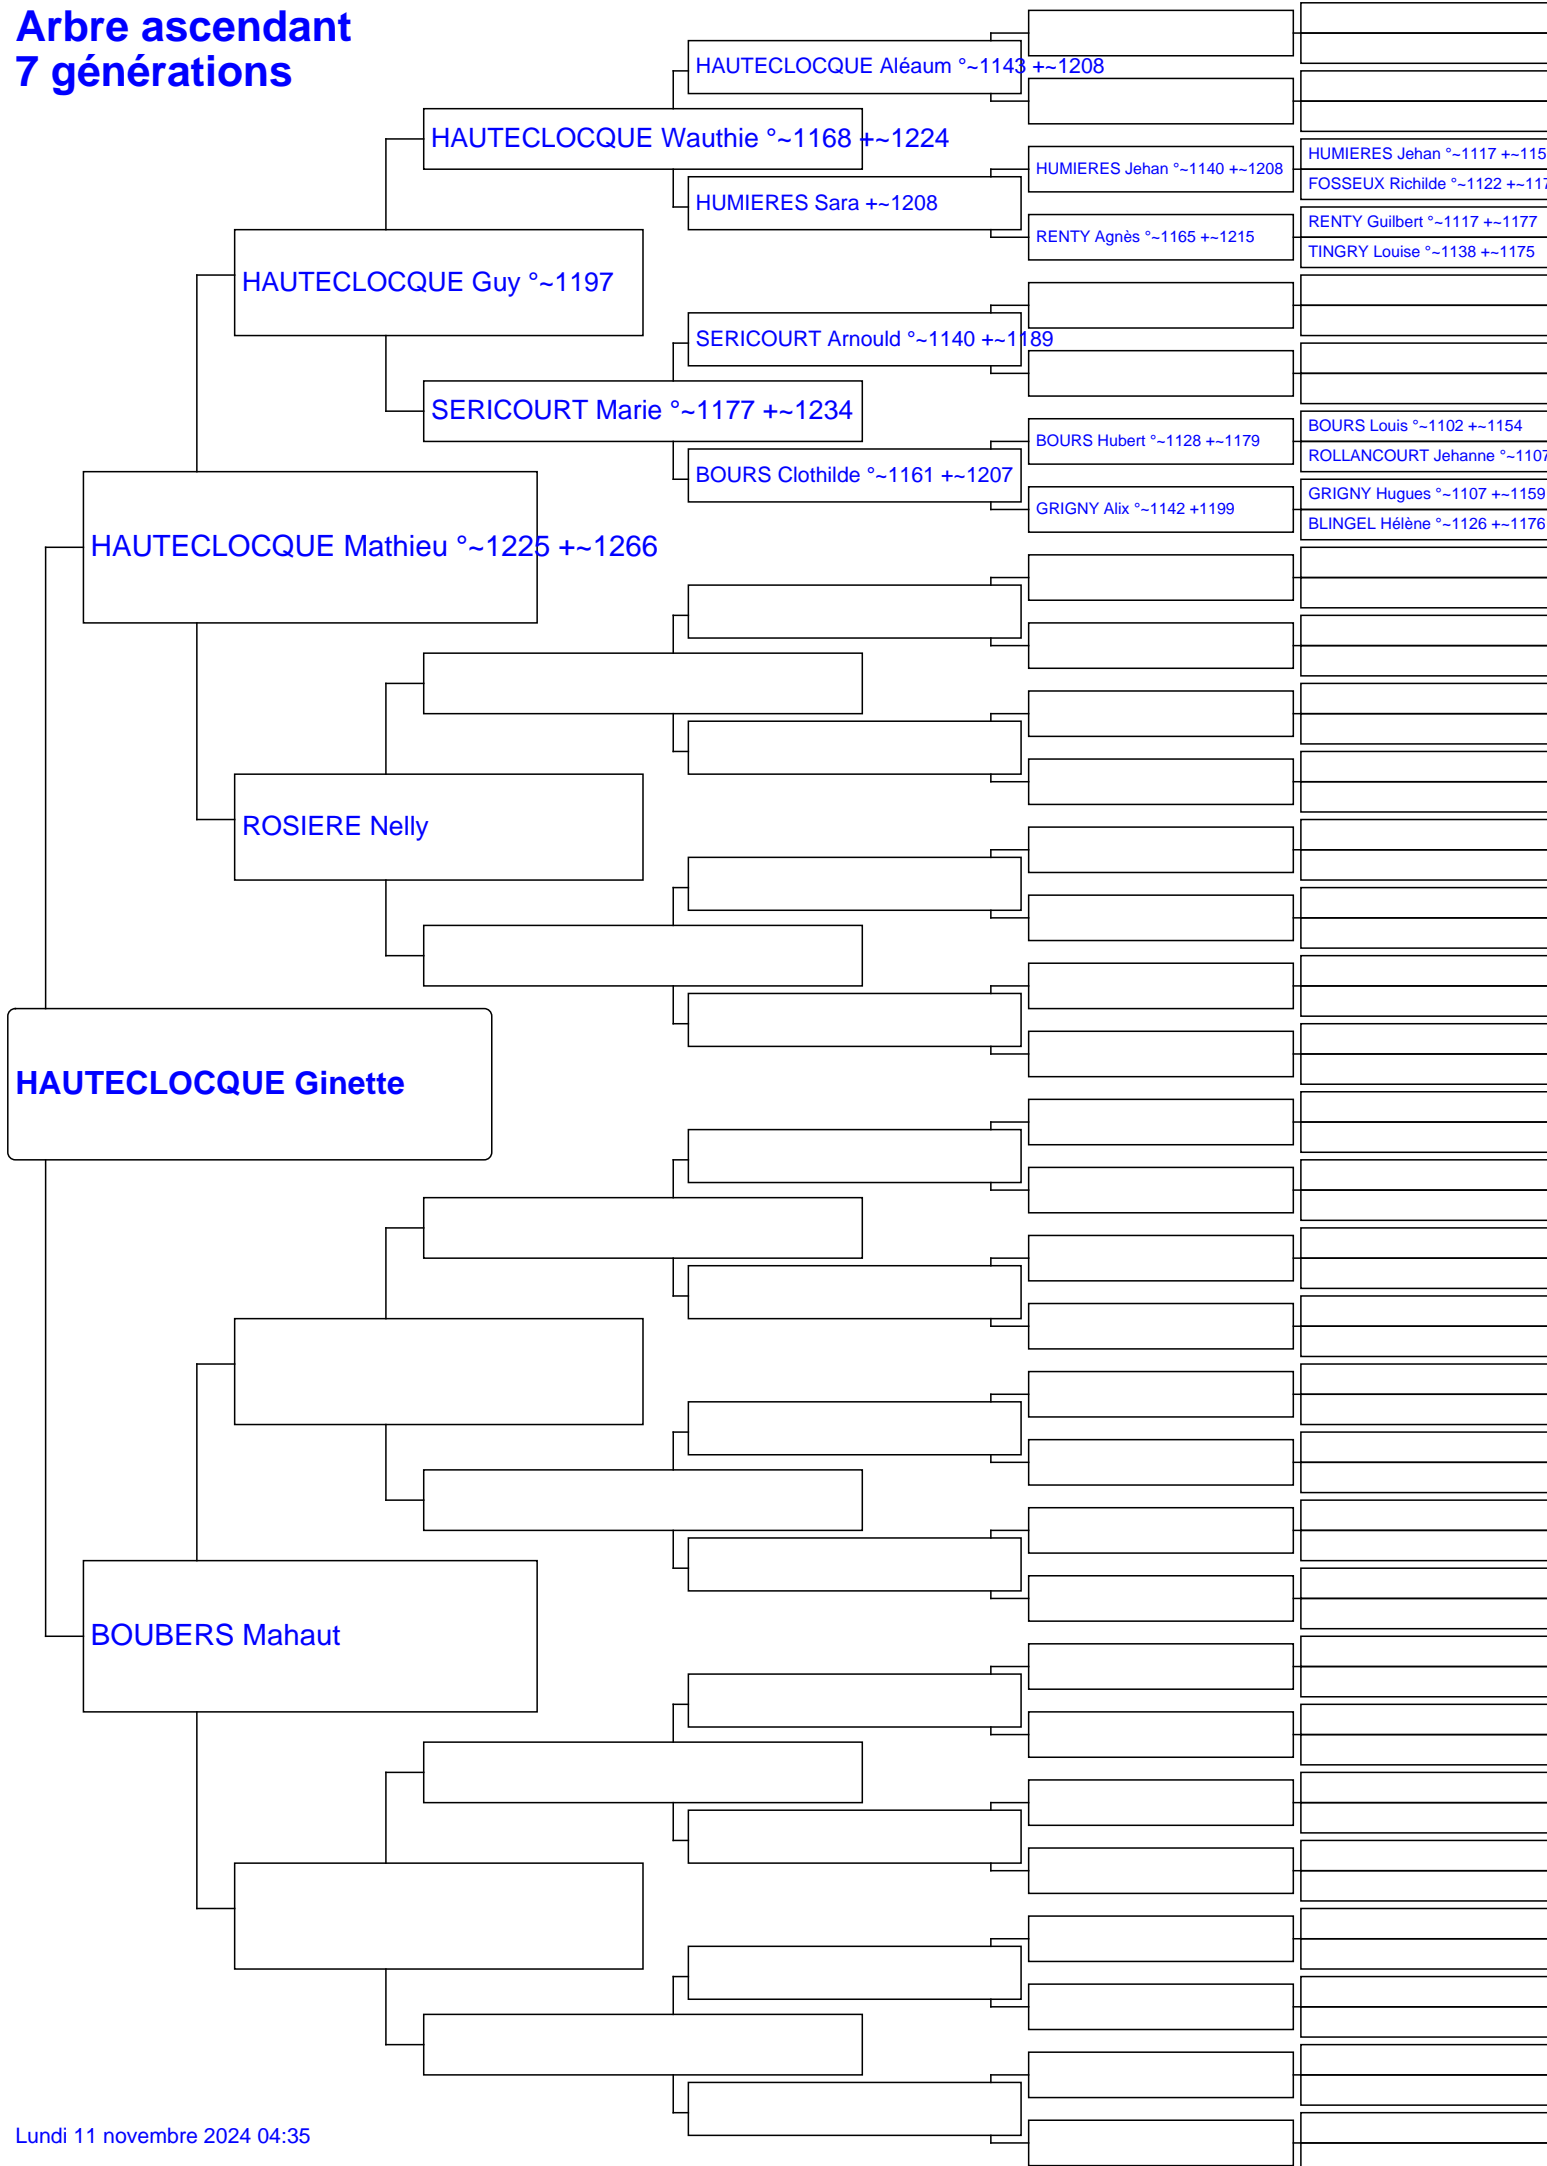 Arbre ascendant
7 générations
HAUTECLOCQUE Aléaum °~1143 +~1208
HAUTECLOCQUE Wauthie °~1168 +~1224
HUMIERES Jehan °~1117 +~115
HUMIERES Jehan °~1140 +~1208
FOSSEUX Richilde °~1122 +~117
HUMIERES Sara +~1208
RENTY Guilbert °~1117 +~1177
RENTY Agnès °~1165 +~1215
TINGRY Louise °~1138 +~1175
HAUTECLOCQUE Guy °~1197
SERICOURT Arnould °~1140 +~1189
SERICOURT Marie °~1177 +~1234
BOURS Louis °~1102 +~1154
BOURS Hubert °~1128 +~1179
ROLLANCOURT Jehanne °~1107
BOURS Clothilde °~1161 +~1207
GRIGNY Hugues °~1107 +~1159
GRIGNY Alix °~1142 +1199
BLINGEL Hélène °~1126 +~1176
HAUTECLOCQUE Mathieu °~1225 +~1266
ROSIERE Nelly
HAUTECLOCQUE Ginette
BOUBERS Mahaut
Lundi 11 novembre 2024 04:35